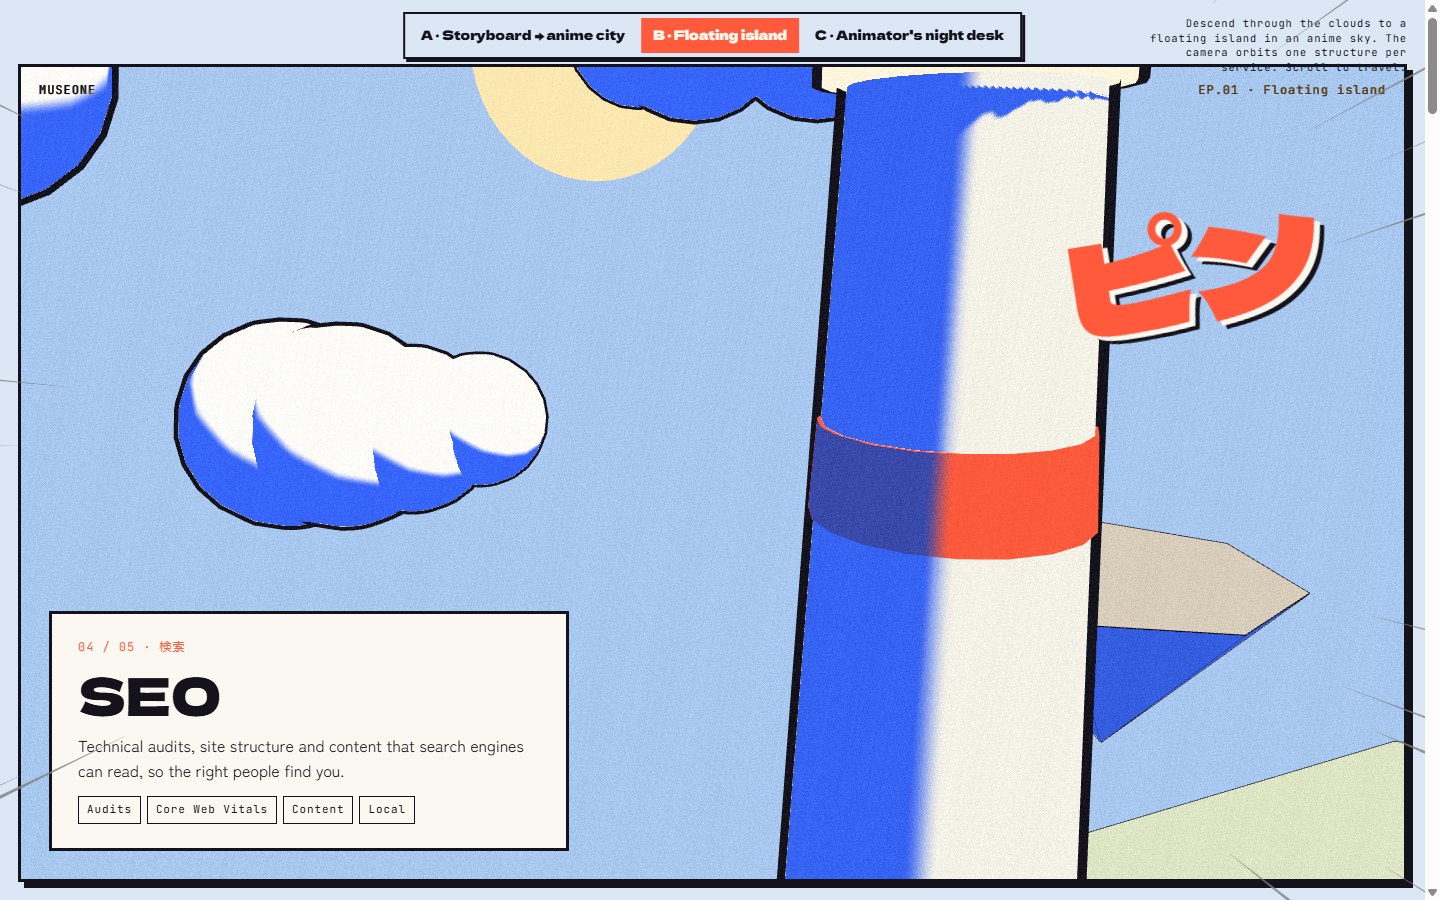 A · Storyboard → anime city
B · Floating island
C · Animator's night desk
Descend through the clouds to a
floating island in an anime sky. The
camera orbits one structure per
service. Scroll to travel.
MUSEONE
EP.01 · Floating island
ピン
04 / 05 · 検索
SEO
Technical audits, site structure and content that search engines
can read, so the right people find you.
Audits
Core Web Vitals
Content
Local